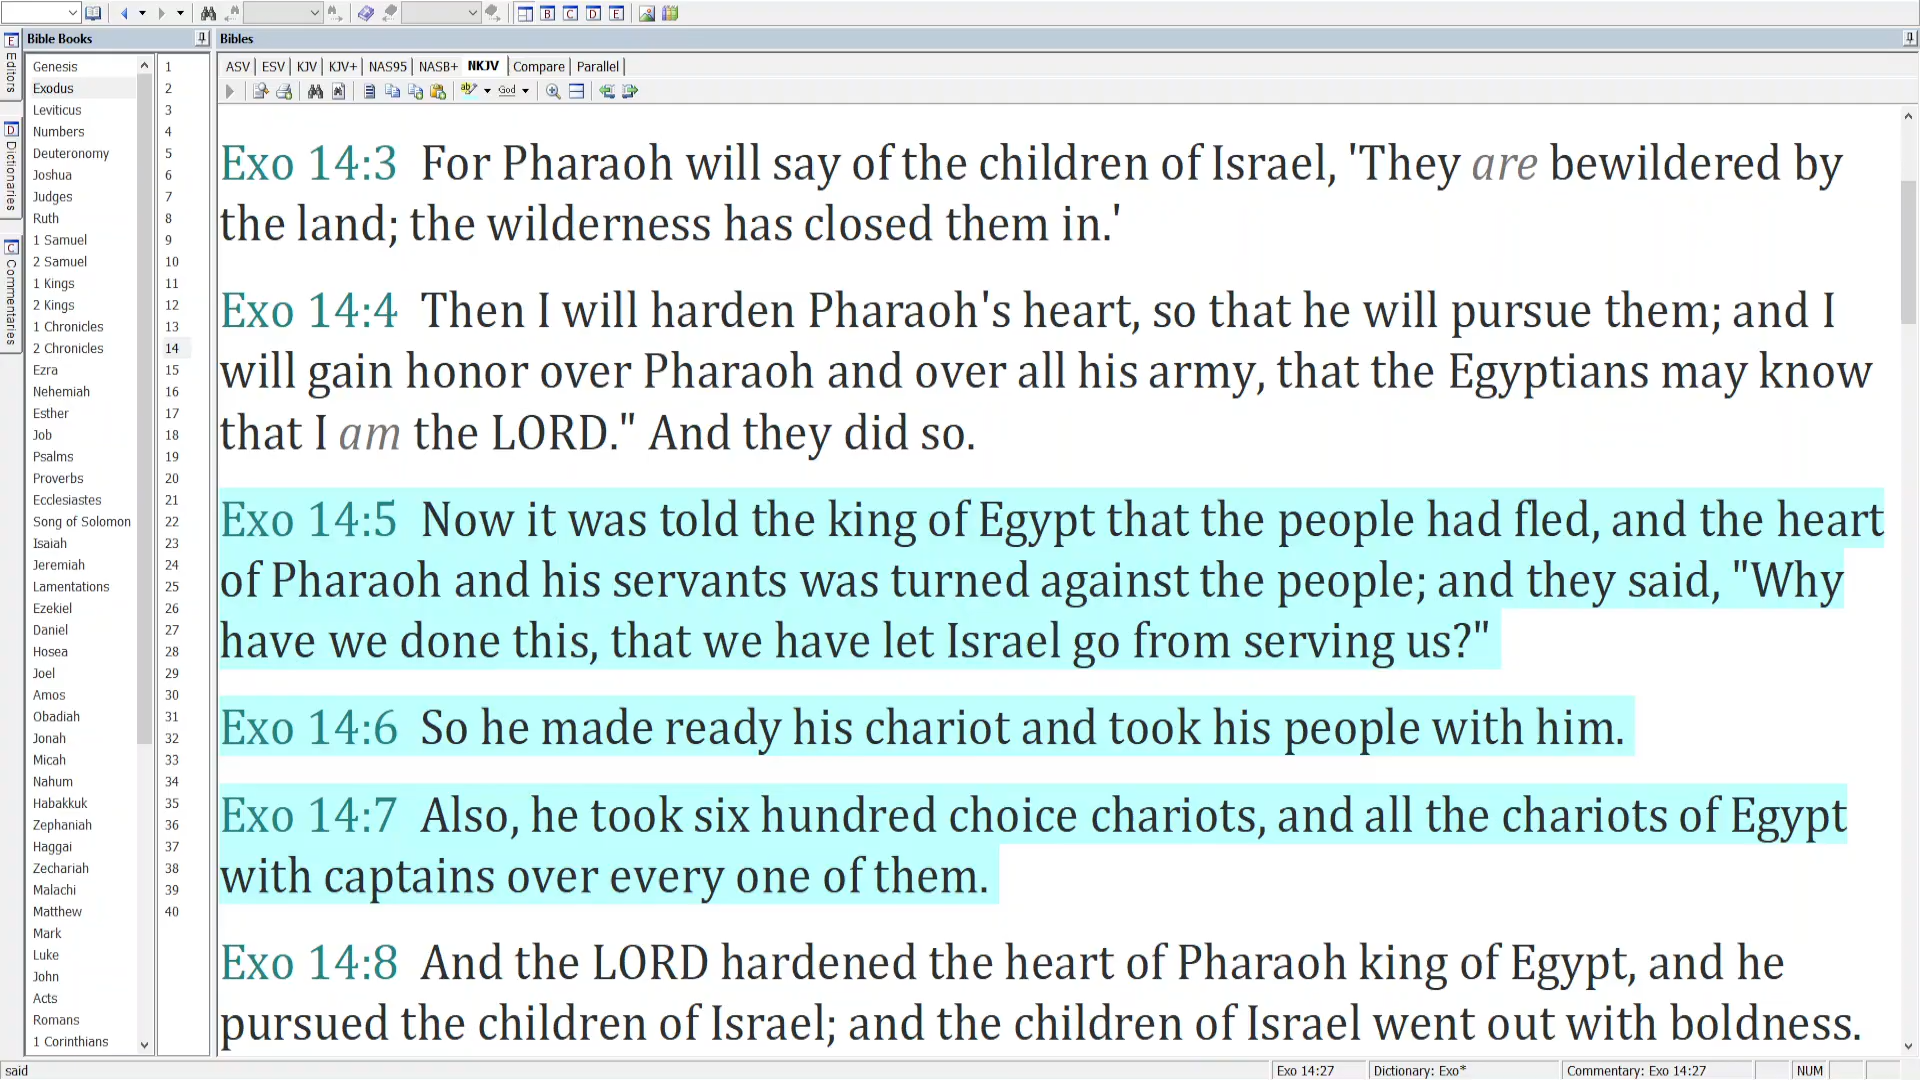 Bible Books
Bibles
Editors
Dictionaries
Commentaries
Genesis
Exodus
Leviticus
Numbers
Deuteronomy
Joshua
Judges
Ruth
1 Samuel
2 Samuel
1 Kings
2 Kings
1 Chronicles
2 Chronicles
Ezra
Nehemiah
Esther
Job
Psalms
Proverbs
Ecclesiastes
Song of Solomon
Isaiah
Jeremiah
Lamentations
Ezekiel
Daniel
Hosea
Joel
Amos
Obadiah
Jonah
Micah
Nahum
Habakkuk
Zephaniah
Haggai
Zechariah
Malachi
Matthew
Mark
Luke
John
Acts
Romans
1 Corinthians
1
2
3
4
5
6
7
8
9
10
11
12
13
14
15
16
17
18
19
20
21
22
23
24
25
26
27
28
29
30
31
32
33
34
35
36
37
38
39
40
ASV ESV KJV KJV+ NAS95 NASB+ NKJV Compare Parallel
God
Exo 14:3 For Pharaoh will say of the children of Israel, 'They are bewildered by
the land; the wilderness has closed them in.'
Exo 14:4 Then I will harden Pharaoh's heart, so that he will pursue them; and I
will gain honor over Pharaoh and over all his army, that the Egyptians may know
that I am the LORD." And they did so.
Exo 14:5 Now it was told the king of Egypt that the people had fled, and the heart
of Pharaoh and his servants was turned against the people; and they said, "Why
have we done this, that we have let Israel go from serving us?"
Exo 14:6 So he made ready his chariot and took his people with him.
Exo 14:7 Also, he took six hundred choice chariots, and all the chariots of Egypt
with captains over every one of them.
Exo 14:8 And the LORD hardened the heart of Pharaoh king of Egypt, and he
pursued the children of Israel; and the children of Israel went out with boldness.
said
Exo 14:27
Dictionary: Exo*
Commentary: Exo 14:27
NUM